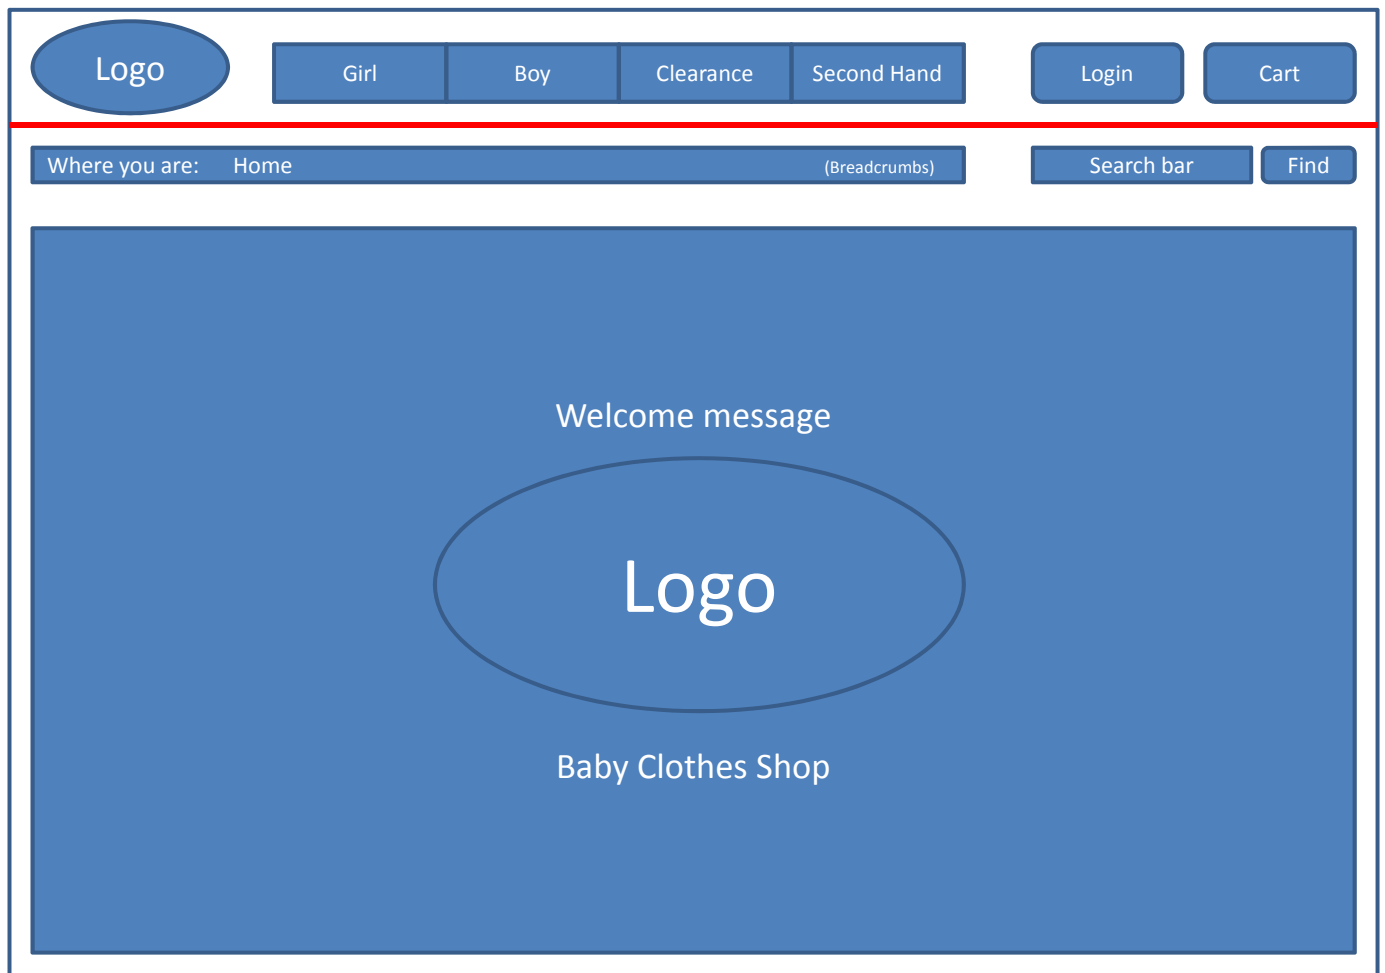 Logo
Girl
Boy
Clearance
Second Hand
Login
Cart
Where you are: Home (Breadcrumbs)
Search bar
Find
Welcome message
Logo
Baby Clothes Shop